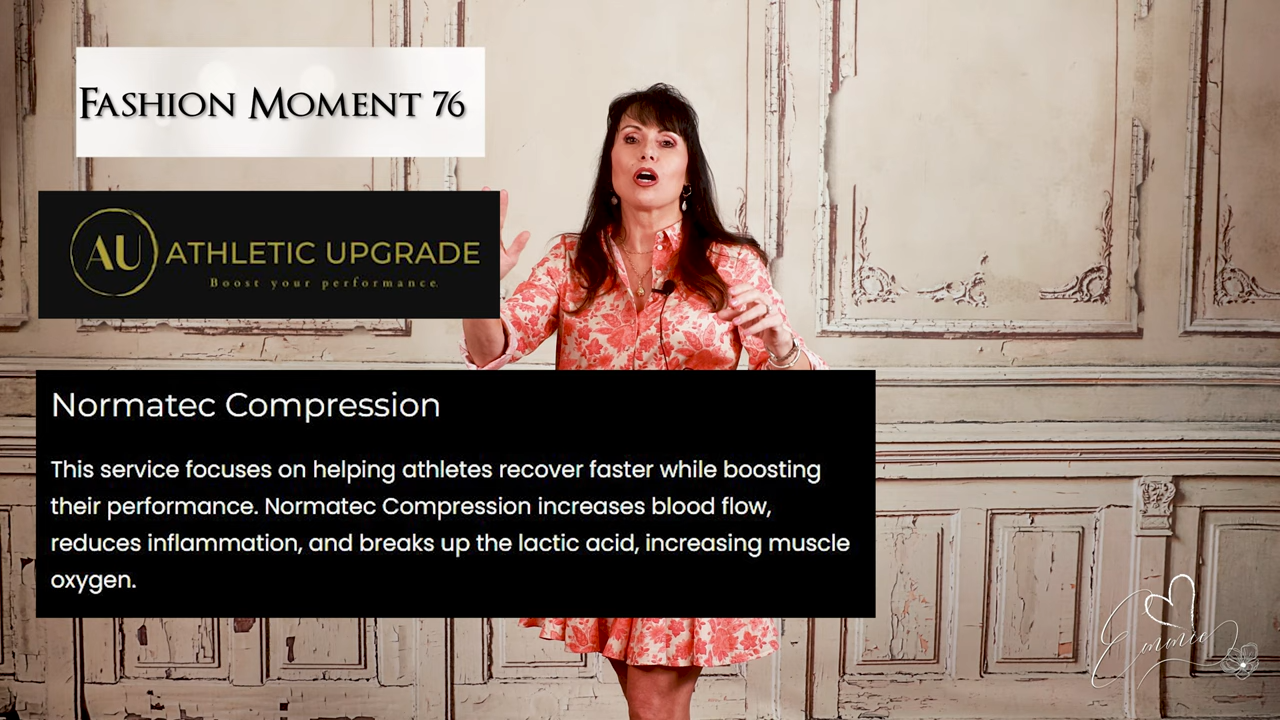 Fashion Moment 76
AU ATHLETIC UPGRADE
Boost your performance.
Normatec Compression
This service focuses on helping athletes recover faster while boosting
their performance. Normatec Compression increases blood flow,
reduces inflammation, and breaks up the lactic acid, increasing muscle
oxygen.
Emmie